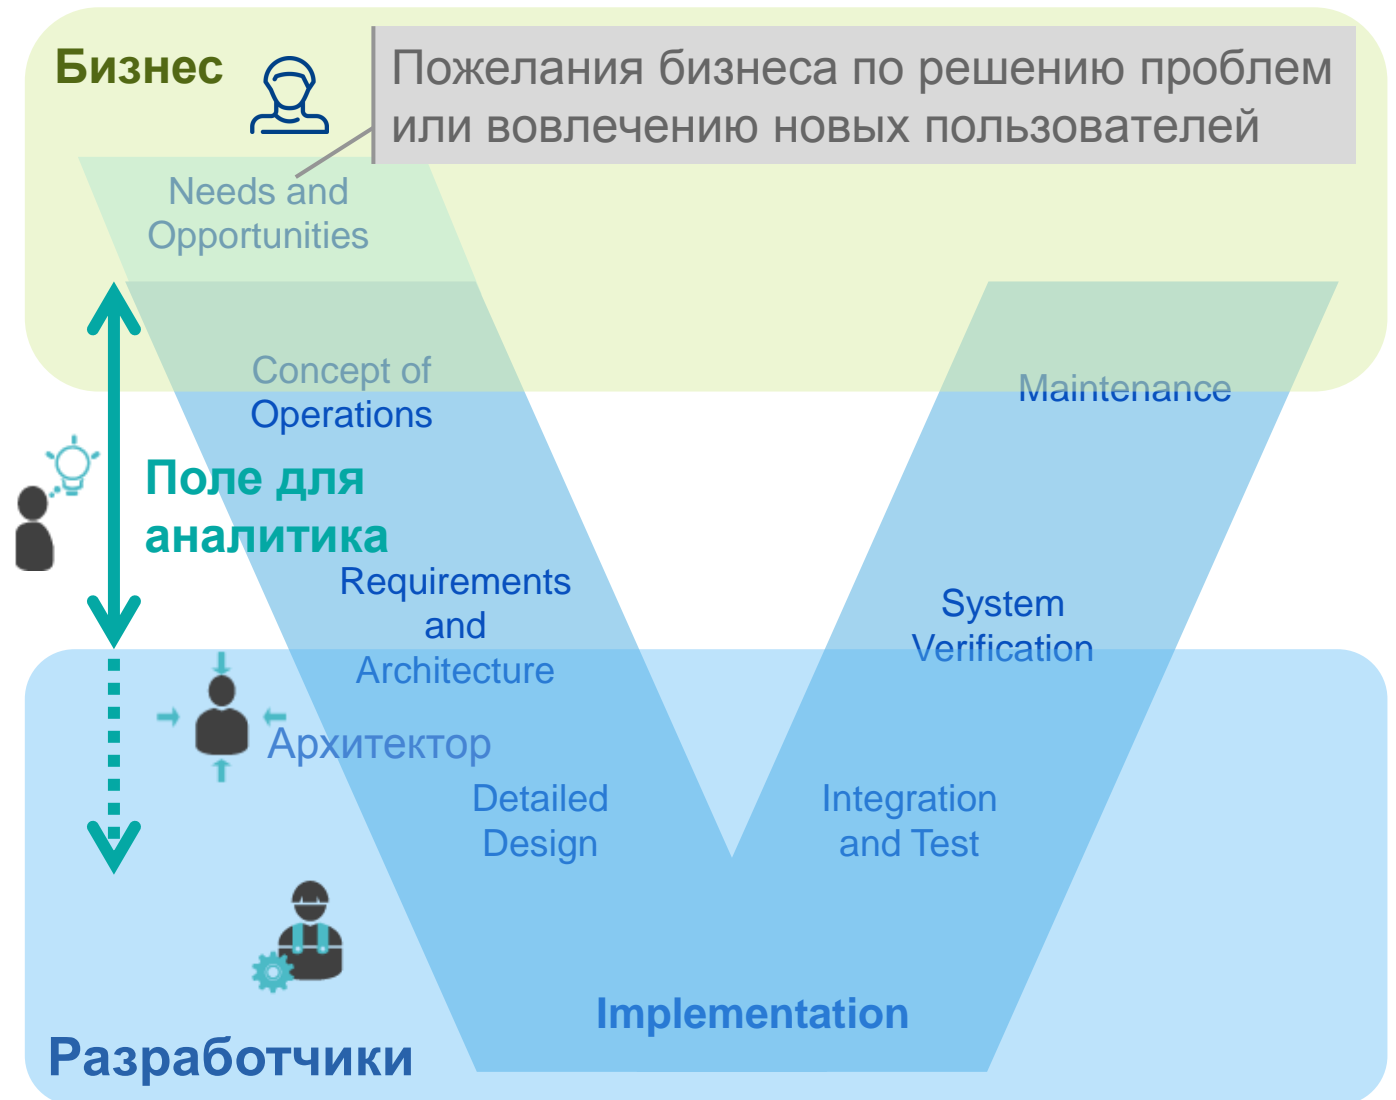 Бизнес
Пожелания бизнеса по решению проблем
или вовлечению новых пользователей
Needs and
Opportunities
Concept of
Operations
Maintenance
Поле для
аналитика
Requirements
and
Architecture
System
Verification
Архитектор
Detailed
Design
Integration
and Test
Implementation
Разработчики